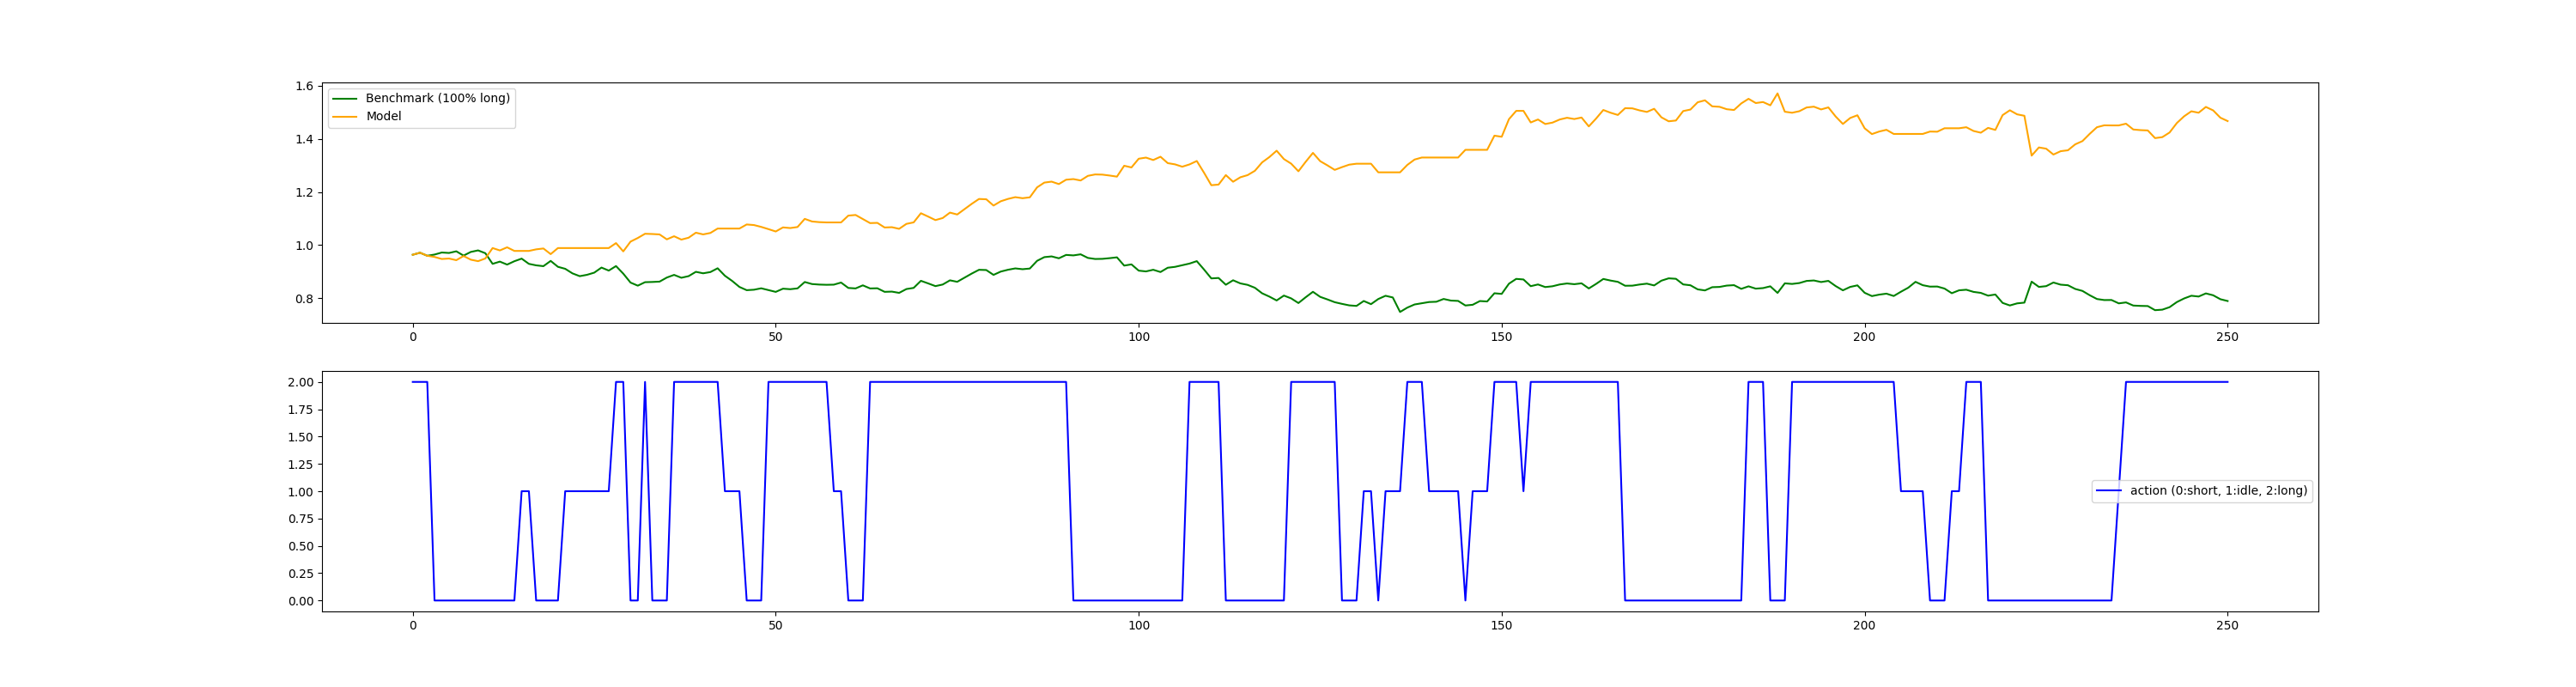 1.6
1.4
1.2
1.0
0.8
Benchmark (100% long)
Model
0 50 100 150 200 250
2.00
1.75
1.50
1.25
1.00
0.75
0.50
0.25
0.00
action (0:short, 1:idle, 2:long)
0 50 100 150 200 250